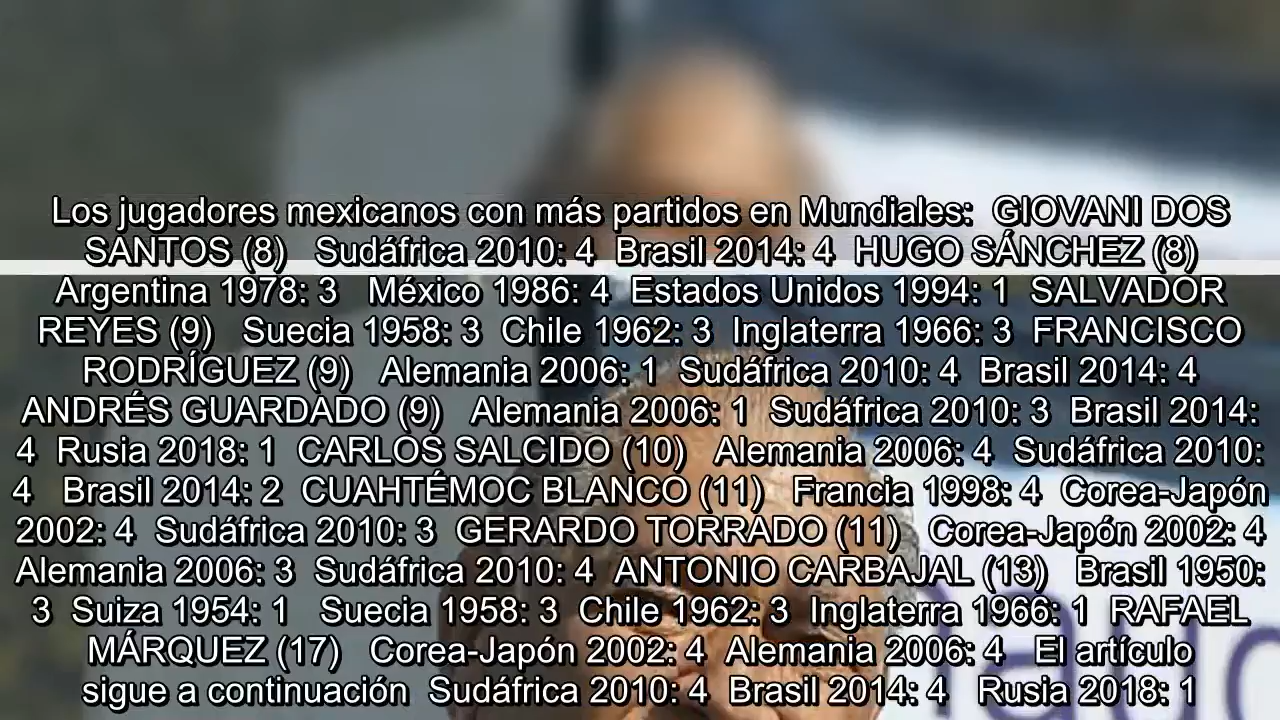 Los jugadores mexicanos con más partidos en Mundiales:  GIOVANI DOS
SANTOS (8)   Sudáfrica 2010: 4  Brasil 2014: 4  HUGO SÁNCHEZ (8)
Argentina 1978: 3   México 1986: 4  Estados Unidos 1994: 1  SALVADOR
REYES (9)   Suecia 1958: 3  Chile 1962: 3  Inglaterra 1966: 3  FRANCISCO
RODRÍGUEZ (9)   Alemania 2006: 1  Sudáfrica 2010: 4  Brasil 2014: 4
ANDRÉS GUARDADO (9)   Alemania 2006: 1  Sudáfrica 2010: 3  Brasil 2014:
4  Rusia 2018: 1  CARLOS SALCIDO (10)   Alemania 2006: 4  Sudáfrica 2010:
4   Brasil 2014: 2  CUAHTÉMOC BLANCO (11)   Francia 1998: 4  Corea-Japón
2002: 4  Sudáfrica 2010: 3  GERARDO TORRADO (11)   Corea-Japón 2002: 4
Alemania 2006: 3  Sudáfrica 2010: 4  ANTONIO CARBAJAL (13)   Brasil 1950:
3  Suiza 1954: 1   Suecia 1958: 3  Chile 1962: 3  Inglaterra 1966: 1  RAFAEL
MÁRQUEZ (17)   Corea-Japón 2002: 4  Alemania 2006: 4   El artículo
sigue a continuación  Sudáfrica 2010: 4  Brasil 2014: 4   Rusia 2018: 1